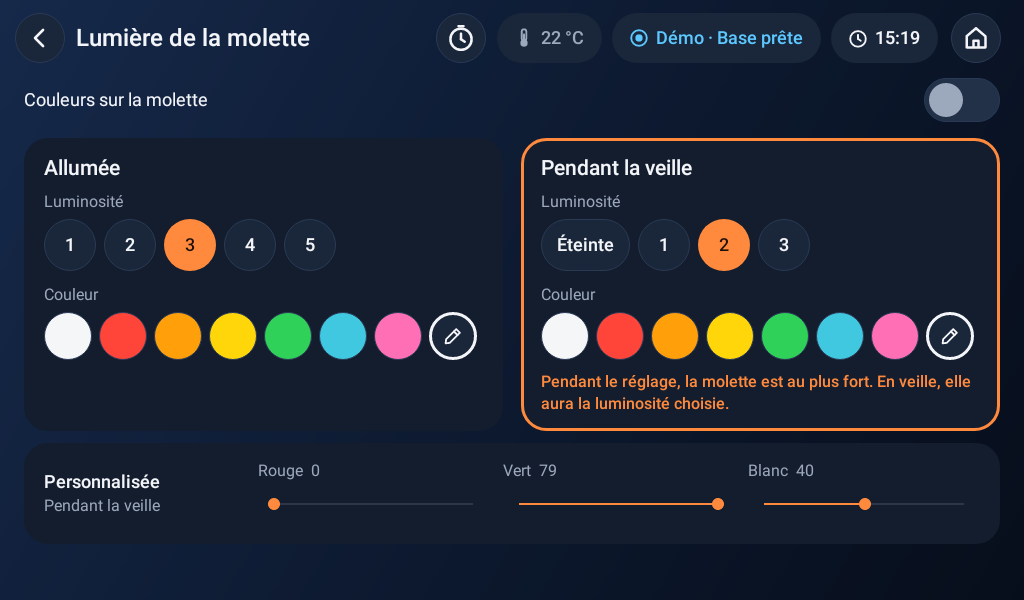 Lumière de la molette
22 °C
Démo · Base prête
15:19
Couleurs sur la molette
Allumée
Luminosité
1 2 3 4 5
Couleur
Pendant la veille
Luminosité
Éteinte 1 2 3
Couleur
Pendant le réglage, la molette est au plus fort. En veille, elle
aura la luminosité choisie.
Personnalisée
Pendant la veille
Rouge 0
Vert 79
Blanc 40